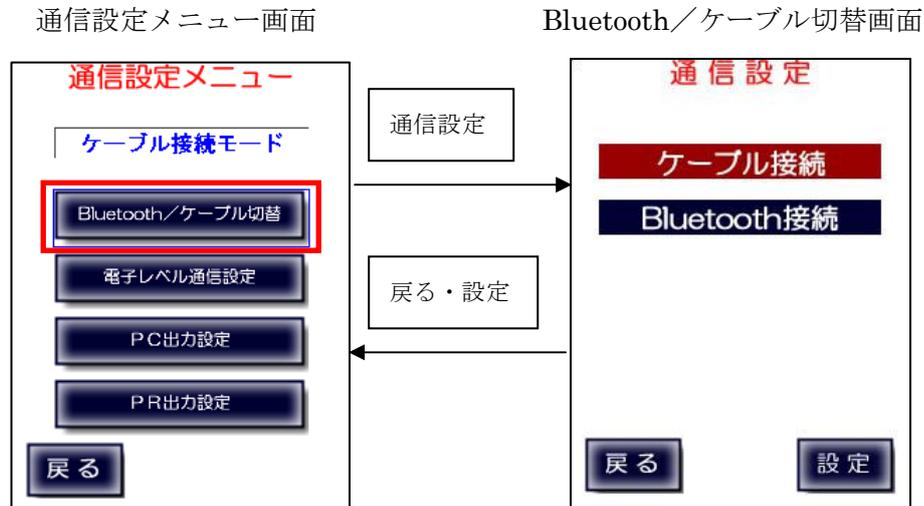 通信設定メニュー画面
Bluetooth／ケーブル切替画面
通信設定メニュー
ケーブル接続モード
Bluetooth／ケーブル切替
電子レベル通信設定
ＰＣ出力設定
ＰＲ出力設定
戻る
通信設定
戻る・設定
通信設定
ケーブル接続
Bluetooth接続
戻る
設定